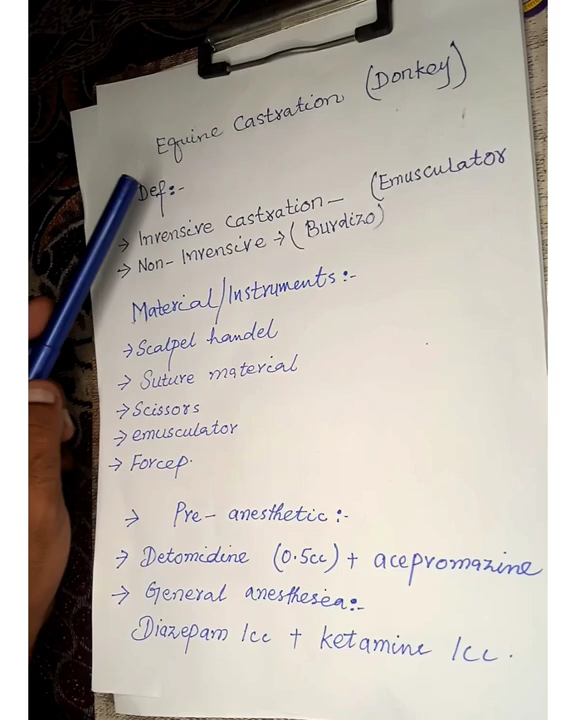 Equine Castration (Donkey)
Def:-
→ Invensive castration - (Emusculator
→ Non-Invensive → (Burdizo)
Material/Instruments:-
→ Scalpel handel
→ Suture material
→ Scissors
→ emusculator
→ Forcep.
→ Pre-anesthetic:-
→ Detomidine (0.5cc) + acepromazine
→ General anesthesea:-
Diazepam 1cc + ketamine 1cc.